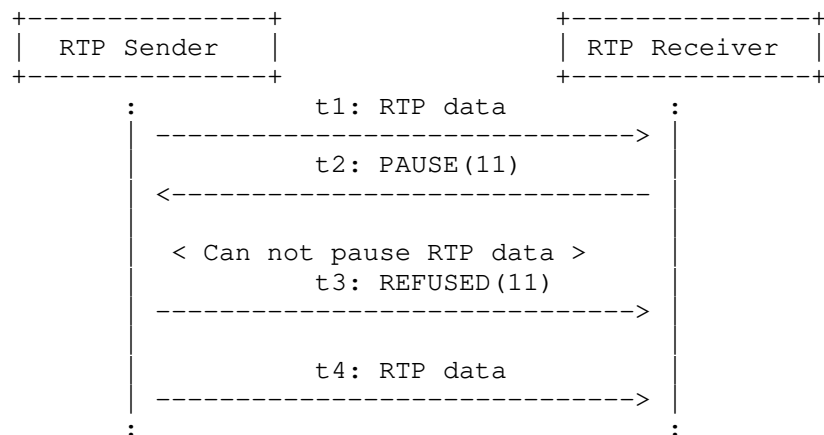 RTP Sender RTP Receiver
t1: RTP data
t2: PAUSE(11)
< Can not pause RTP data >
t3: REFUSED(11)
t4: RTP data